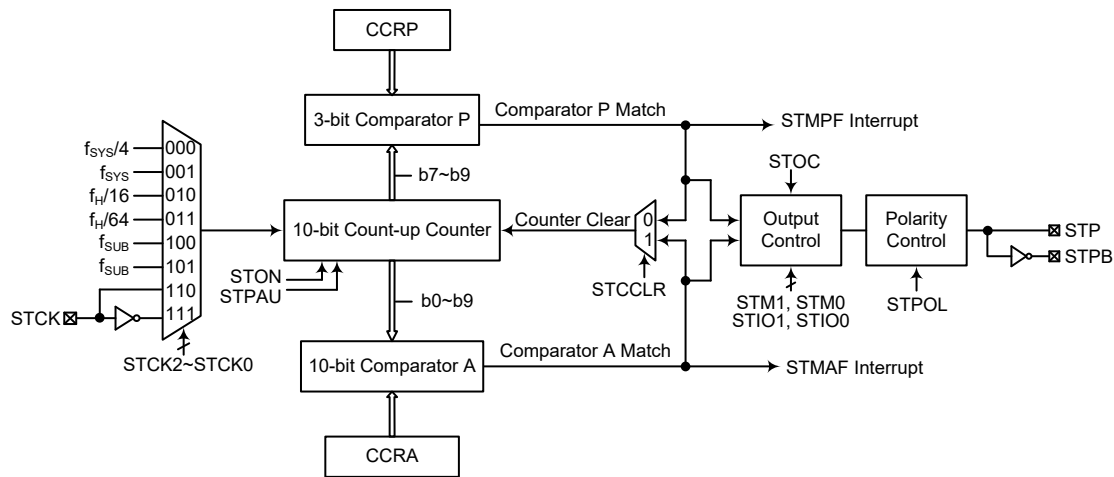 CCRP
3-bit Comparator P
Comparator P Match
STMPF Interrupt
b7~b9
STOC
fSYS/4
000
fSYS
001
fH/16
010
fH/64
011
fSUB
100
fSUB
101
110
111
STCK
STCK2~STCK0
10-bit Count-up Counter
Counter Clear
0
1
STCCLR
Output
Control
Polarity
Control
STP
STPB
STON
STPAU
STM1, STM0
STIO1, STIO0
STPOL
b0~b9
10-bit Comparator A
Comparator A Match
STMAF Interrupt
CCRA